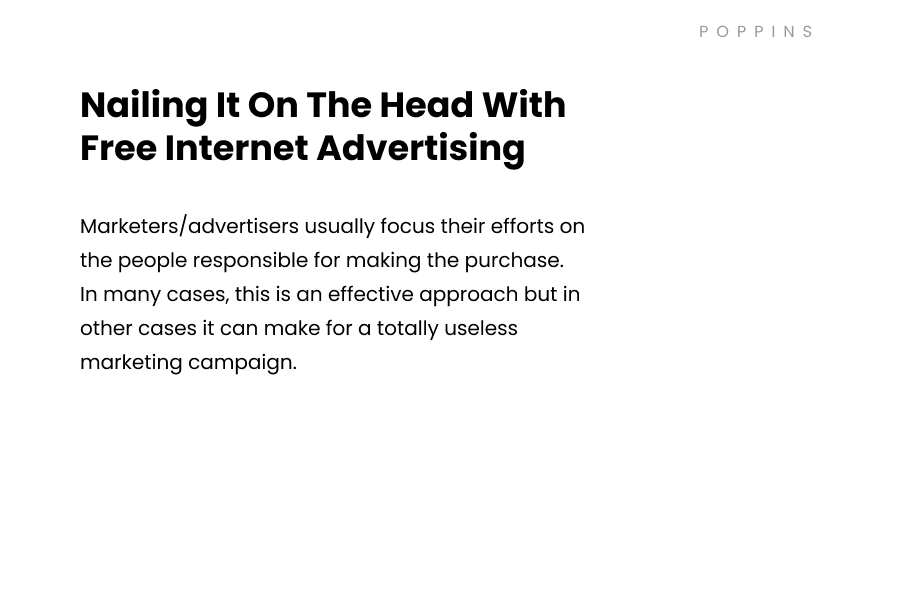 POPPINS
Nailing It On The Head With
Free Internet Advertising
Marketers/advertisers usually focus their efforts on
the people responsible for making the purchase.
In many cases, this is an effective approach but in
other cases it can make for a totally useless
marketing campaign.